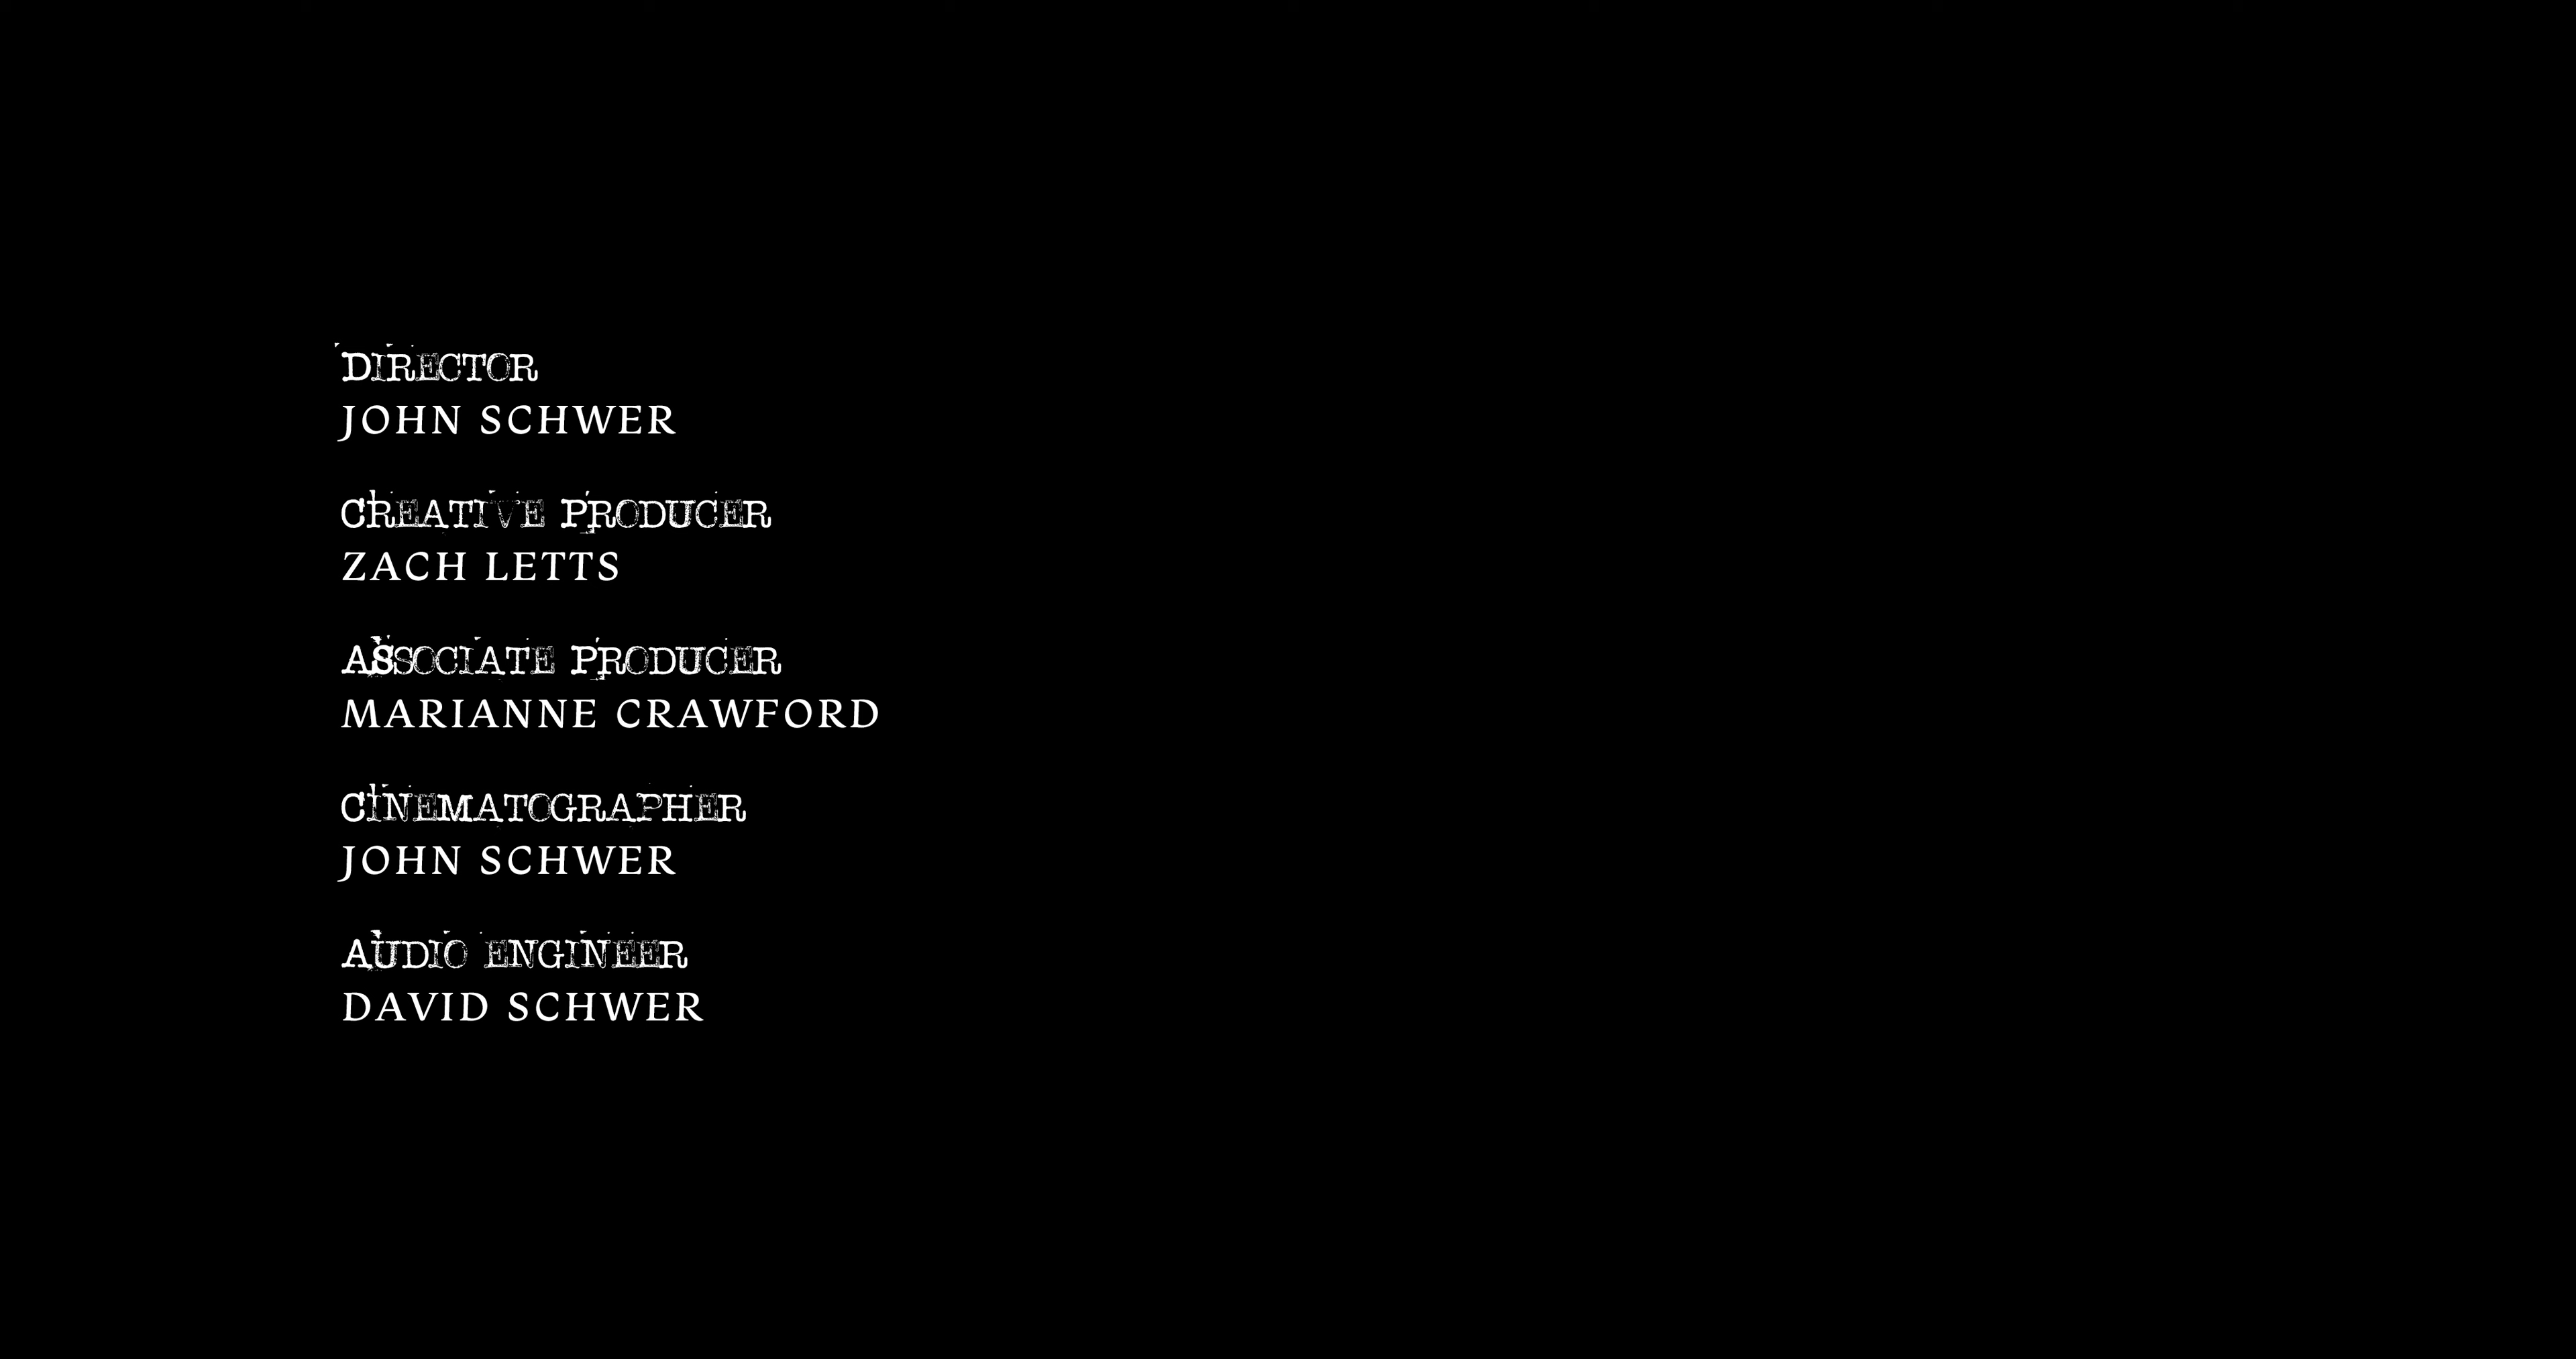 DIRECTOR
JOHN SCHWER
CREATIVE PRODUCER
ZACH LETTS
ASSOCIATE PRODUCER
MARIANNE CRAWFORD
CINEMATOGRAPHER
JOHN SCHWER
AUDIO ENGINEER
DAVID SCHWER